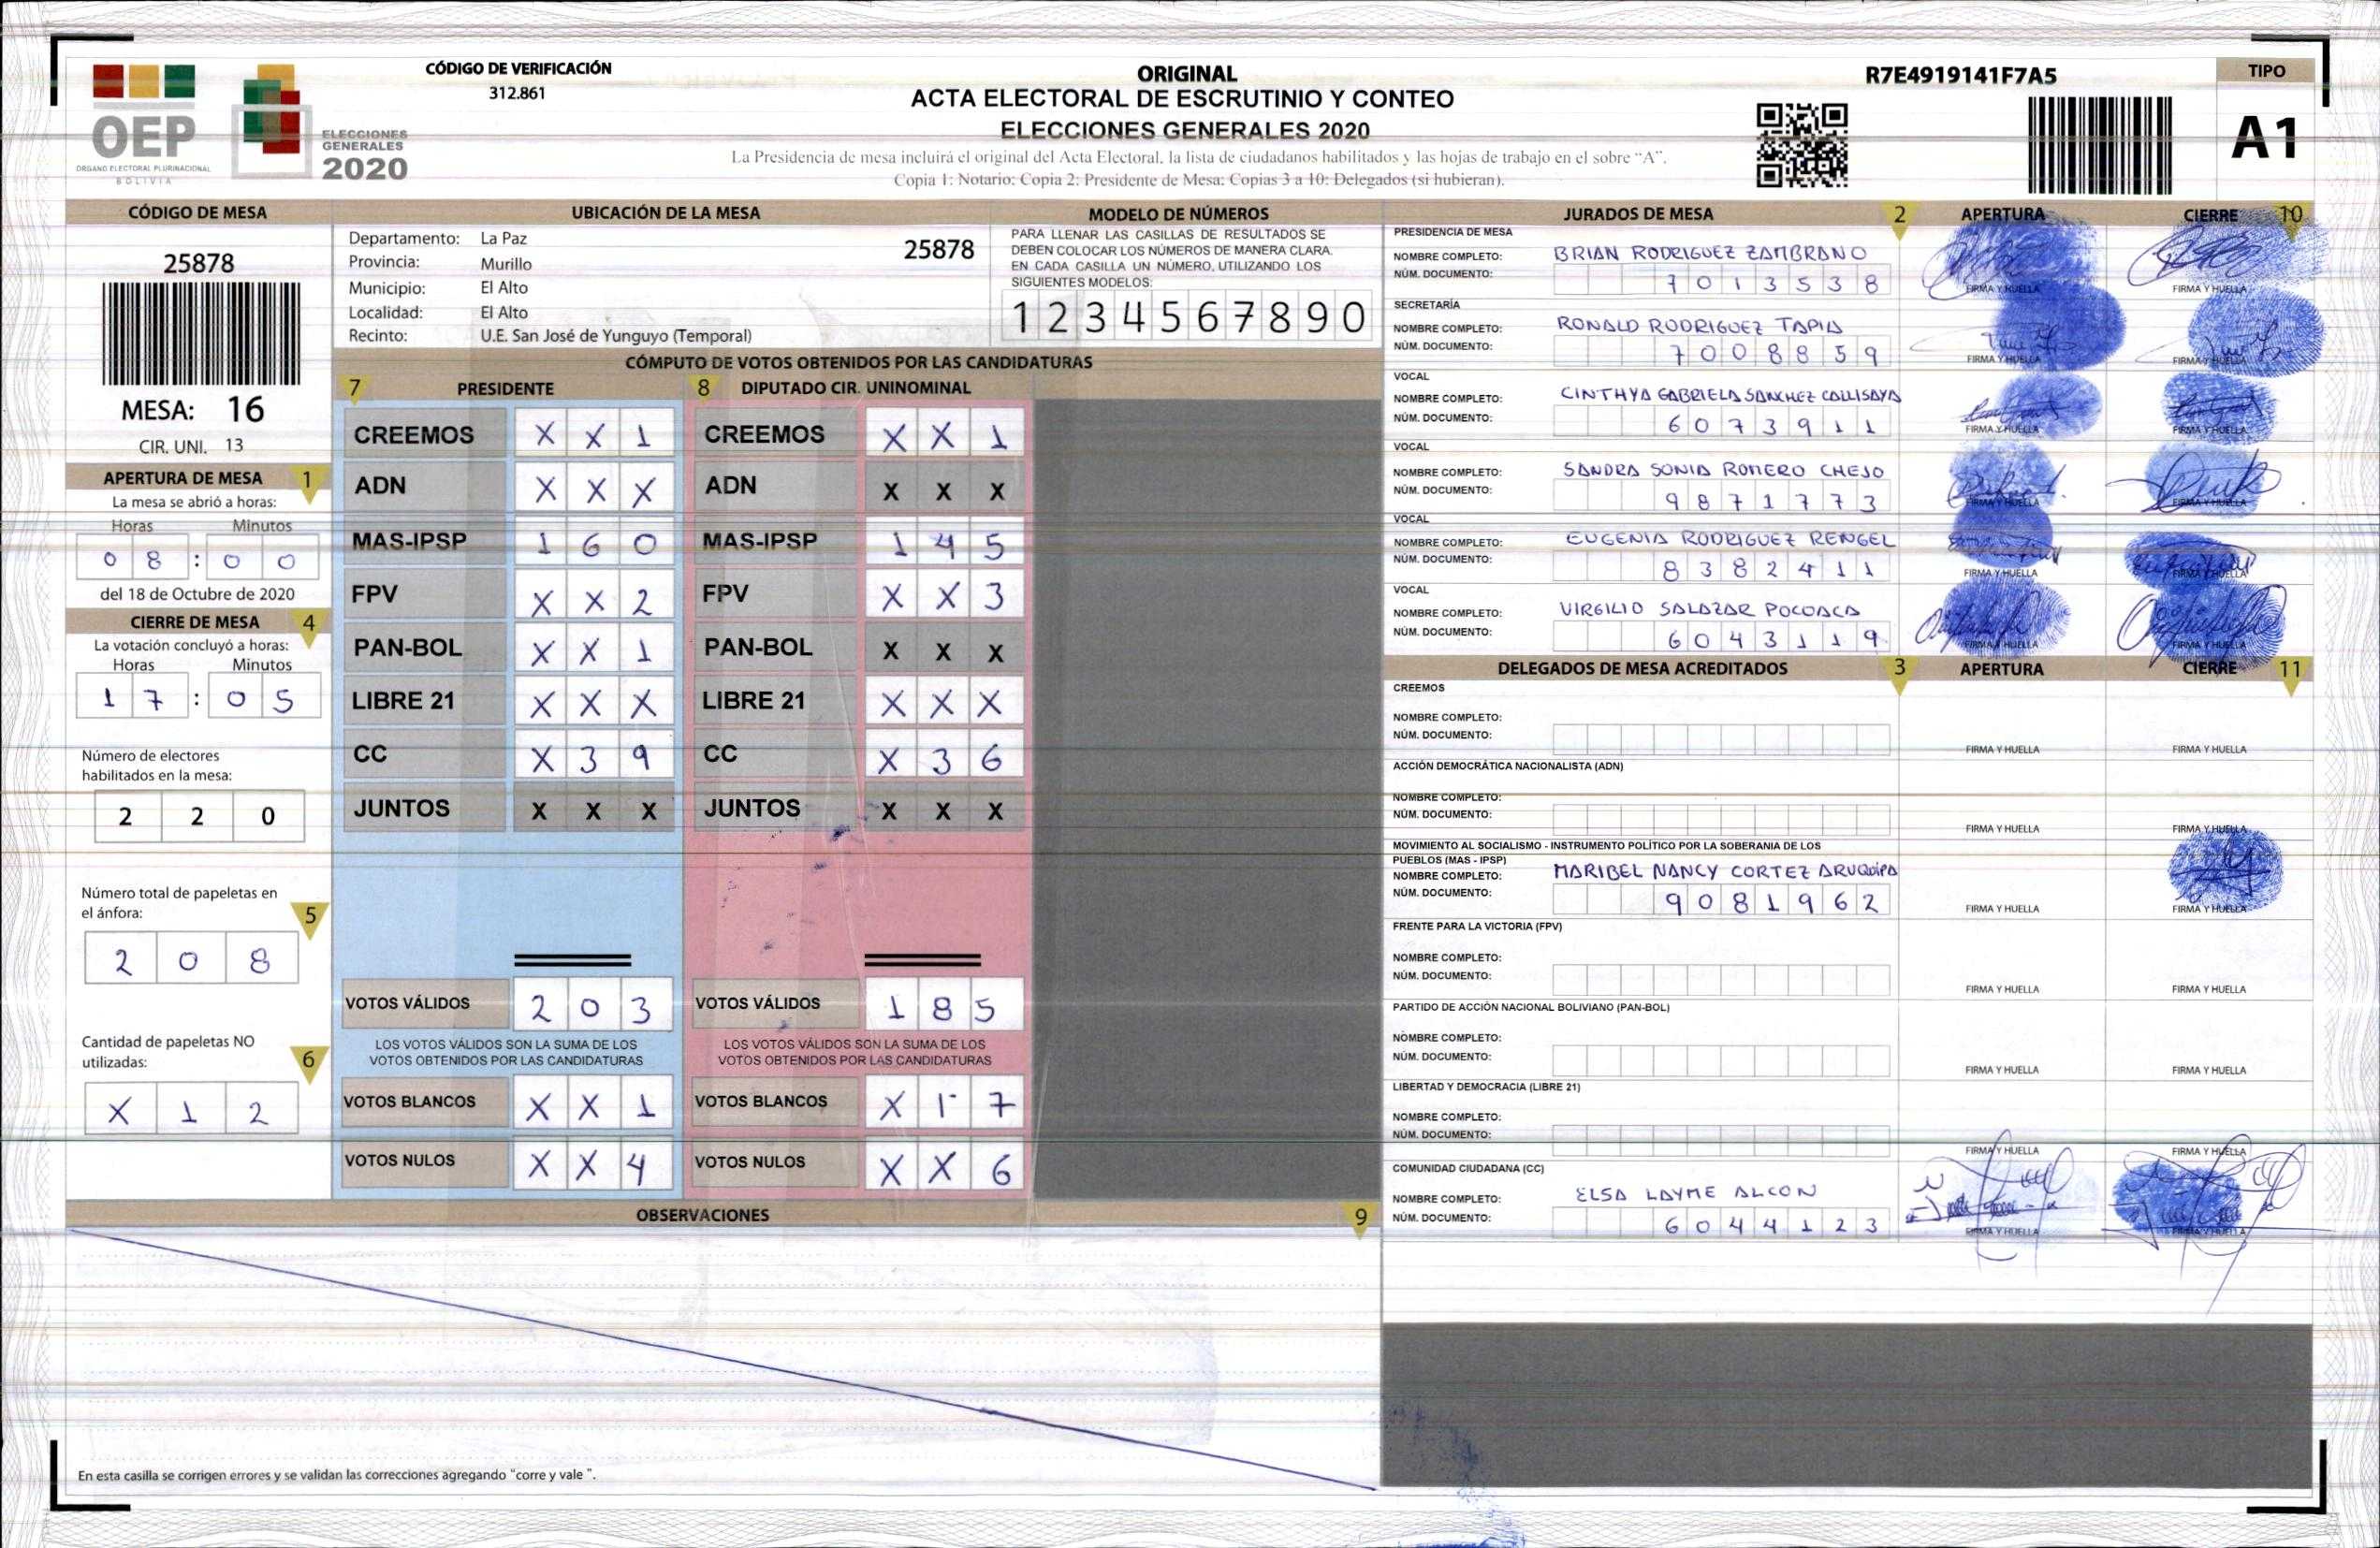 OEP
ORGANO ELECTORAL PLURINACIONAL
BOLIVIA
ELECCIONES
GENERALES
2020
CÓDIGO DE VERIFICACIÓN
312.861
ORIGINAL
ACTA ELECTORAL DE ESCRUTINIO Y CONTEO
ELECCIONES GENERALES 2020
La Presidencia de mesa incluirá el original del Acta Electoral, la lista de ciudadanos habilitados y las hojas de trabajo en el sobre "A".
Copia 1: Notario; Copia 2: Presidente de Mesa; Copias 3 a 10: Delegados (si hubieran).
R7E4919141F7A5
TIPO
A1
CÓDIGO DE MESA
25878
MESA: 16
CIR. UNI. 13
APERTURA DE MESA 1
La mesa se abrió a horas:
Horas Minutos
0 8 : 0 0
del 18 de Octubre de 2020
CIERRE DE MESA 4
La votación concluyó a horas:
Horas Minutos
1 7 : 0 5
Número de electores
habilitados en la mesa:
2 2 0
Número total de papeletas en
el ánfora: 5
2 0 8
Cantidad de papeletas NO
utilizadas: 6
X 1 2
UBICACIÓN DE LA MESA
Departamento: La Paz 25878
Provincia: Murillo
Municipio: El Alto
Localidad: El Alto
Recinto: U.E. San José de Yunguyo (Temporal)
MODELO DE NÚMEROS
PARA LLENAR LAS CASILLAS DE RESULTADOS SE
DEBEN COLOCAR LOS NÚMEROS DE MANERA CLARA.
EN CADA CASILLA UN NÚMERO, UTILIZANDO LOS
SIGUIENTES MODELOS:
1 2 3 4 5 6 7 8 9 0
CÓMPUTO DE VOTOS OBTENIDOS POR LAS CANDIDATURAS
7 PRESIDENTE 8 DIPUTADO CIR. UNINOMINAL
CREEMOS X X 1 CREEMOS X X 1
ADN X X X ADN X X X
MAS-IPSP 1 6 0 MAS-IPSP 1 4 5
FPV X X 2 FPV X X 3
PAN-BOL X X 1 PAN-BOL X X X
LIBRE 21 X X X LIBRE 21 X X X
CC X 3 9 CC X 3 6
JUNTOS X X X JUNTOS X X X
VOTOS VÁLIDOS 2 0 3 VOTOS VÁLIDOS 1 8 5
LOS VOTOS VÁLIDOS SON LA SUMA DE LOS LOS VOTOS VÁLIDOS SON LA SUMA DE LOS
VOTOS OBTENIDOS POR LAS CANDIDATURAS VOTOS OBTENIDOS POR LAS CANDIDATURAS
VOTOS BLANCOS X X 1 VOTOS BLANCOS X 1 7
VOTOS NULOS X X 4 VOTOS NULOS X X 6
OBSERVACIONES 9
En esta casilla se corrigen errores y se validan las correcciones agregando "corre y vale ".
JURADOS DE MESA 2 APERTURA CIERRE 10
PRESIDENCIA DE MESA
NOMBRE COMPLETO: BRIAN RODRIGUEZ ZAMBRANO
NÚM. DOCUMENTO: 7 0 1 3 5 3 8
FIRMA Y HUELLA FIRMA Y HUELLA
SECRETARÍA
NOMBRE COMPLETO: RONALD RODRIGUEZ TAPIA
NÚM. DOCUMENTO: 7 0 0 8 8 5 9
FIRMA Y HUELLA FIRMA Y HUELLA
VOCAL
NOMBRE COMPLETO: CINTHYA GABRIELA SANCHEZ CALLISAYA
NÚM. DOCUMENTO: 6 0 7 3 9 1 1
FIRMA Y HUELLA FIRMA Y HUELLA
VOCAL
NOMBRE COMPLETO: SANDRA SONIA ROMERO CHEJO
NÚM. DOCUMENTO: 9 8 7 1 7 7 3
FIRMA Y HUELLA FIRMA Y HUELLA
VOCAL
NOMBRE COMPLETO: EUGENIA RODRIGUEZ RENGEL
NÚM. DOCUMENTO: 8 3 8 2 4 1 1
FIRMA Y HUELLA FIRMA Y HUELLA
VOCAL
NOMBRE COMPLETO: VIRGILIO SALAZAR POCOACA
NÚM. DOCUMENTO: 6 0 4 3 1 1 9
FIRMA Y HUELLA FIRMA Y HUELLA
DELEGADOS DE MESA ACREDITADOS 3 APERTURA CIERRE 11
CREEMOS
NOMBRE COMPLETO:
NÚM. DOCUMENTO:
FIRMA Y HUELLA FIRMA Y HUELLA
ACCIÓN DEMOCRÁTICA NACIONALISTA (ADN)
NOMBRE COMPLETO:
NÚM. DOCUMENTO:
FIRMA Y HUELLA FIRMA Y HUELLA
MOVIMIENTO AL SOCIALISMO - INSTRUMENTO POLÍTICO POR LA SOBERANIA DE LOS
PUEBLOS (MAS - IPSP)
NOMBRE COMPLETO: MARIBEL NANCY CORTEZ ARUQUIPA
NÚM. DOCUMENTO: 9 0 8 1 9 6 2
FIRMA Y HUELLA FIRMA Y HUELLA
FRENTE PARA LA VICTORIA (FPV)
NOMBRE COMPLETO:
NÚM. DOCUMENTO:
FIRMA Y HUELLA FIRMA Y HUELLA
PARTIDO DE ACCIÓN NACIONAL BOLIVIANO (PAN-BOL)
NOMBRE COMPLETO:
NÚM. DOCUMENTO:
FIRMA Y HUELLA FIRMA Y HUELLA
LIBERTAD Y DEMOCRACIA (LIBRE 21)
NOMBRE COMPLETO:
NÚM. DOCUMENTO:
FIRMA Y HUELLA FIRMA Y HUELLA
COMUNIDAD CIUDADANA (CC)
NOMBRE COMPLETO: ELSA LAYME ALCON
NÚM. DOCUMENTO: 6 0 4 4 1 2 3
FIRMA Y HUELLA FIRMA Y HUELLA